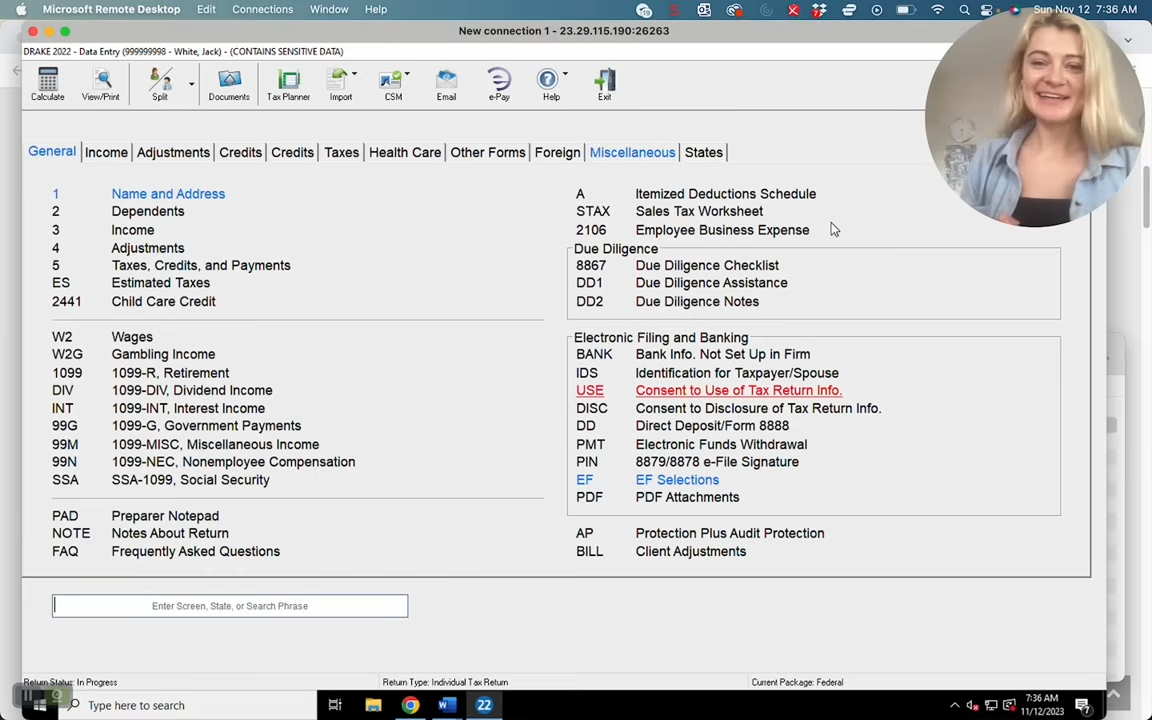 Microsoft Remote Desktop Edit Connections Window Help Sun Nov 12 7:36 AM
New connection 1 - 23.29.115.190:26263
DRAKE 2022 - Data Entry (999999998 - White, Jack) - (CONTAINS SENSITIVE DATA)
Calculate View/Print Split Documents Tax Planner Import CSM Email e-Pay Help Exit
General Income Adjustments Credits Credits Taxes Health Care Other Forms Foreign Miscellaneous States
1 Name and Address
2 Dependents
3 Income
4 Adjustments
5 Taxes, Credits, and Payments
ES Estimated Taxes
2441 Child Care Credit
W2 Wages
W2G Gambling Income
1099 1099-R, Retirement
DIV 1099-DIV, Dividend Income
INT 1099-INT, Interest Income
99G 1099-G, Government Payments
99M 1099-MISC, Miscellaneous Income
99N 1099-NEC, Nonemployee Compensation
SSA SSA-1099, Social Security
PAD Preparer Notepad
NOTE Notes About Return
FAQ Frequently Asked Questions
A Itemized Deductions Schedule
STAX Sales Tax Worksheet
2106 Employee Business Expense
Due Diligence
8867 Due Diligence Checklist
DD1 Due Diligence Assistance
DD2 Due Diligence Notes
Electronic Filing and Banking
BANK Bank Info. Not Set Up in Firm
IDS Identification for Taxpayer/Spouse
USE Consent to Use of Tax Return Info.
DISC Consent to Disclosure of Tax Return Info.
DD Direct Deposit/Form 8888
PMT Electronic Funds Withdrawal
PIN 8879/8878 e-File Signature
EF EF Selections
PDF PDF Attachments
AP Protection Plus Audit Protection
BILL Client Adjustments
Enter Screen, State, or Search Phrase
Return Status: In Progress Return Type: Individual Tax Return Current Package: Federal
Type here to search 22 7:36 AM
11/12/2023 7